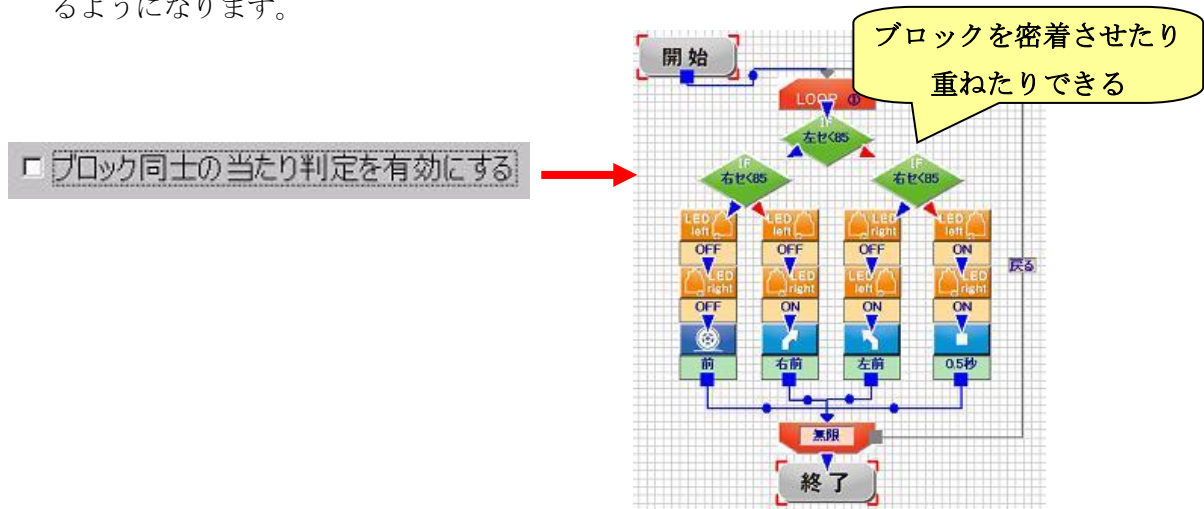 るようになります。
ブロックを密着させたり
重ねたりできる
ブロック同士の当たり判定を有効にする
開始
LOOP ①
IF
左セ<85
IF
右セ<85
IF
右セ<85
LED left
LED left
LED right
LED left
OFF
OFF
OFF
ON
LED right
LED right
LED left
LED right
OFF
ON
ON
ON
前
右前
左前
0.5秒
戻る
無限
終了